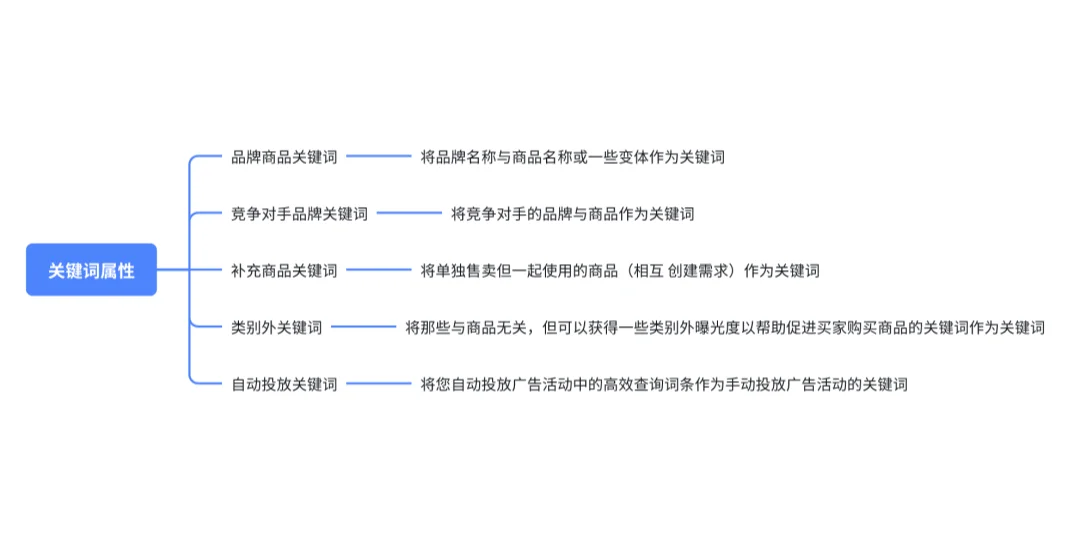 关键词属性
品牌商品关键词
将品牌名称与商品名称或一些变体作为关键词
竞争对手品牌关键词
将竞争对手的品牌与商品作为关键词
补充商品关键词
将单独售卖但一起使用的商品（相互 创建需求）作为关键词
类别外关键词
将那些与商品无关，但可以获得一些类别外曝光度以帮助促进买家购买商品的关键词作为关键词
自动投放关键词
将您自动投放广告活动中的高效查询词条作为手动投放广告活动的关键词